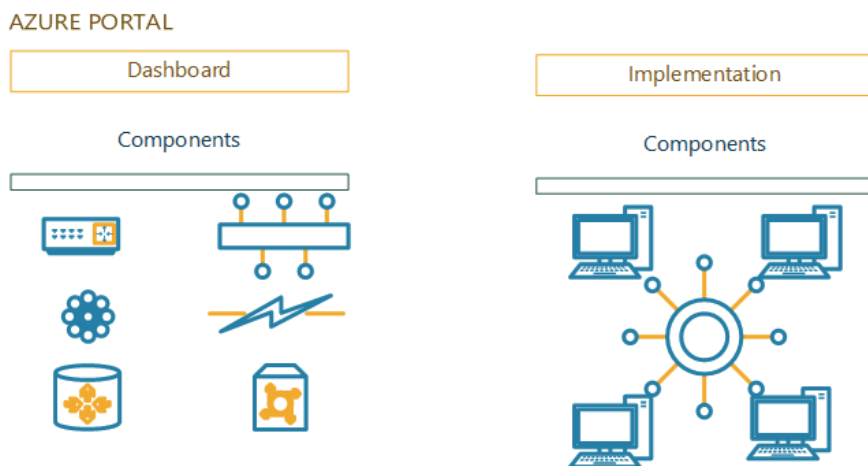 AZURE PORTAL
Dashboard
Implementation
Components
Components